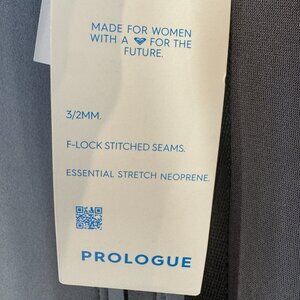 MADE FOR WOMEN
WITH A FOR THE
FUTURE.
3/2MM.
F-LOCK STITCHED SEAMS.
ESSENTIAL STRETCH NEOPRENE.
PROLOGUE